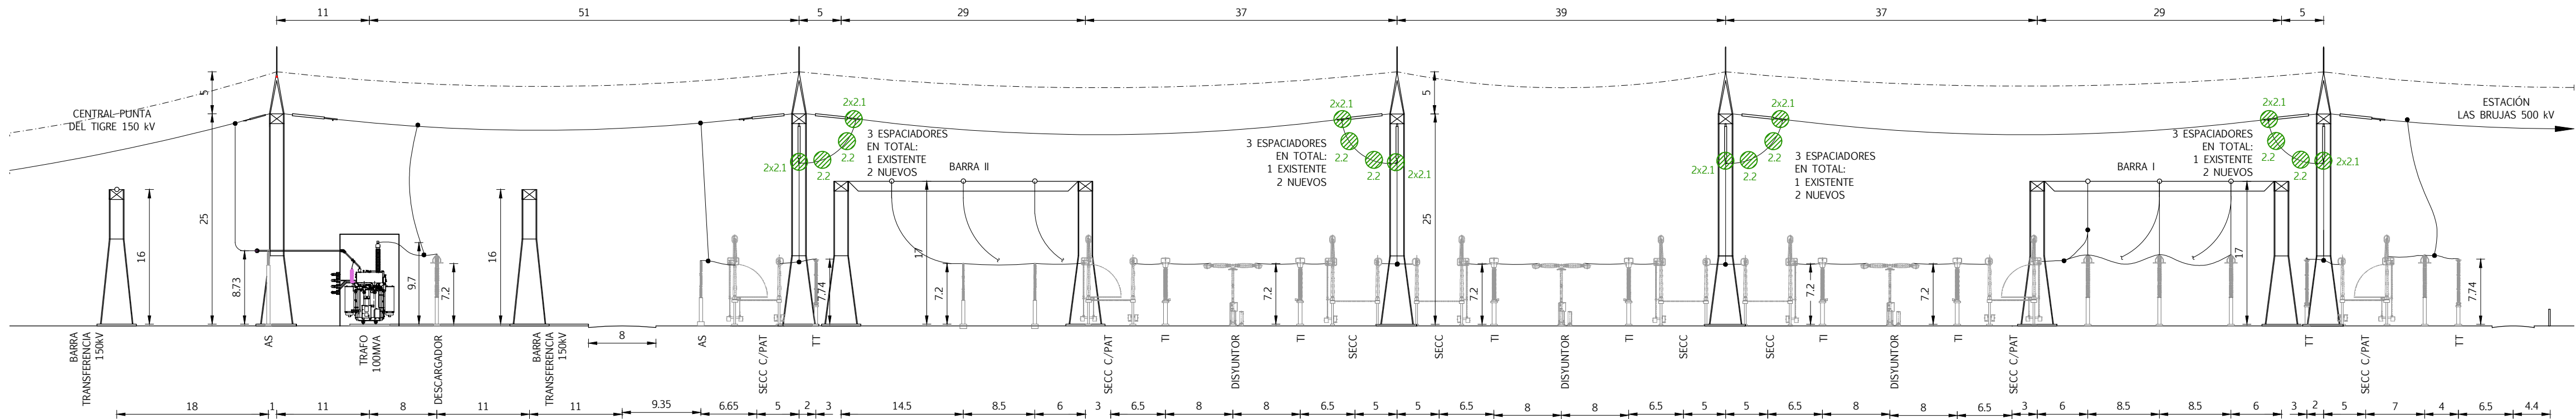 11
51
5
29
37
39
37
29
5
CENTRAL PUNTA
DEL TIGRE 150 kV
5
25
16
8.73
9.7
7.2
16
2x2.1
2x2.1
2.2
2.2
3 ESPACIADORES
EN TOTAL:
1 EXISTENTE
2 NUEVOS
BARRA II
17
7.74
7.2
7.2
2x2.1
2x2.1
2.2
2.2
3 ESPACIADORES
EN TOTAL:
1 EXISTENTE
2 NUEVOS
5
25
7.2
2x2.1
2x2.1
2.2
2.2
3 ESPACIADORES
EN TOTAL:
1 EXISTENTE
2 NUEVOS
7.2
7.2
BARRA I
17
2x2.1
2x2.1
2.2
2.2
3 ESPACIADORES
EN TOTAL:
1 EXISTENTE
2 NUEVOS
ESTACIÓN
LAS BRUJAS 500 kV
7.74
8
BARRA
TRANSFERENCIA
150kV
AS
TRAFO
100MVA
DESCARGADOR
BARRA
TRANSFERENCIA
150kV
AS
SECC C/PAT
TT
SECC C/PAT
TI
DISYUNTOR
TI
SECC
SECC
TI
DISYUNTOR
TI
SECC
SECC
TI
DISYUNTOR
TI
SECC C/PAT
TT
SECC C/PAT
TT
18
1
11
8
11
11
9.35
6.65
5
2
3
14.5
8.5
6
3
6.5
8
8
6.5
5
5
6.5
8
8
6.5
5
5
6.5
8
8
6.5
3
6
8.5
8.5
6
3
2
5
7
4
6.5
4.4